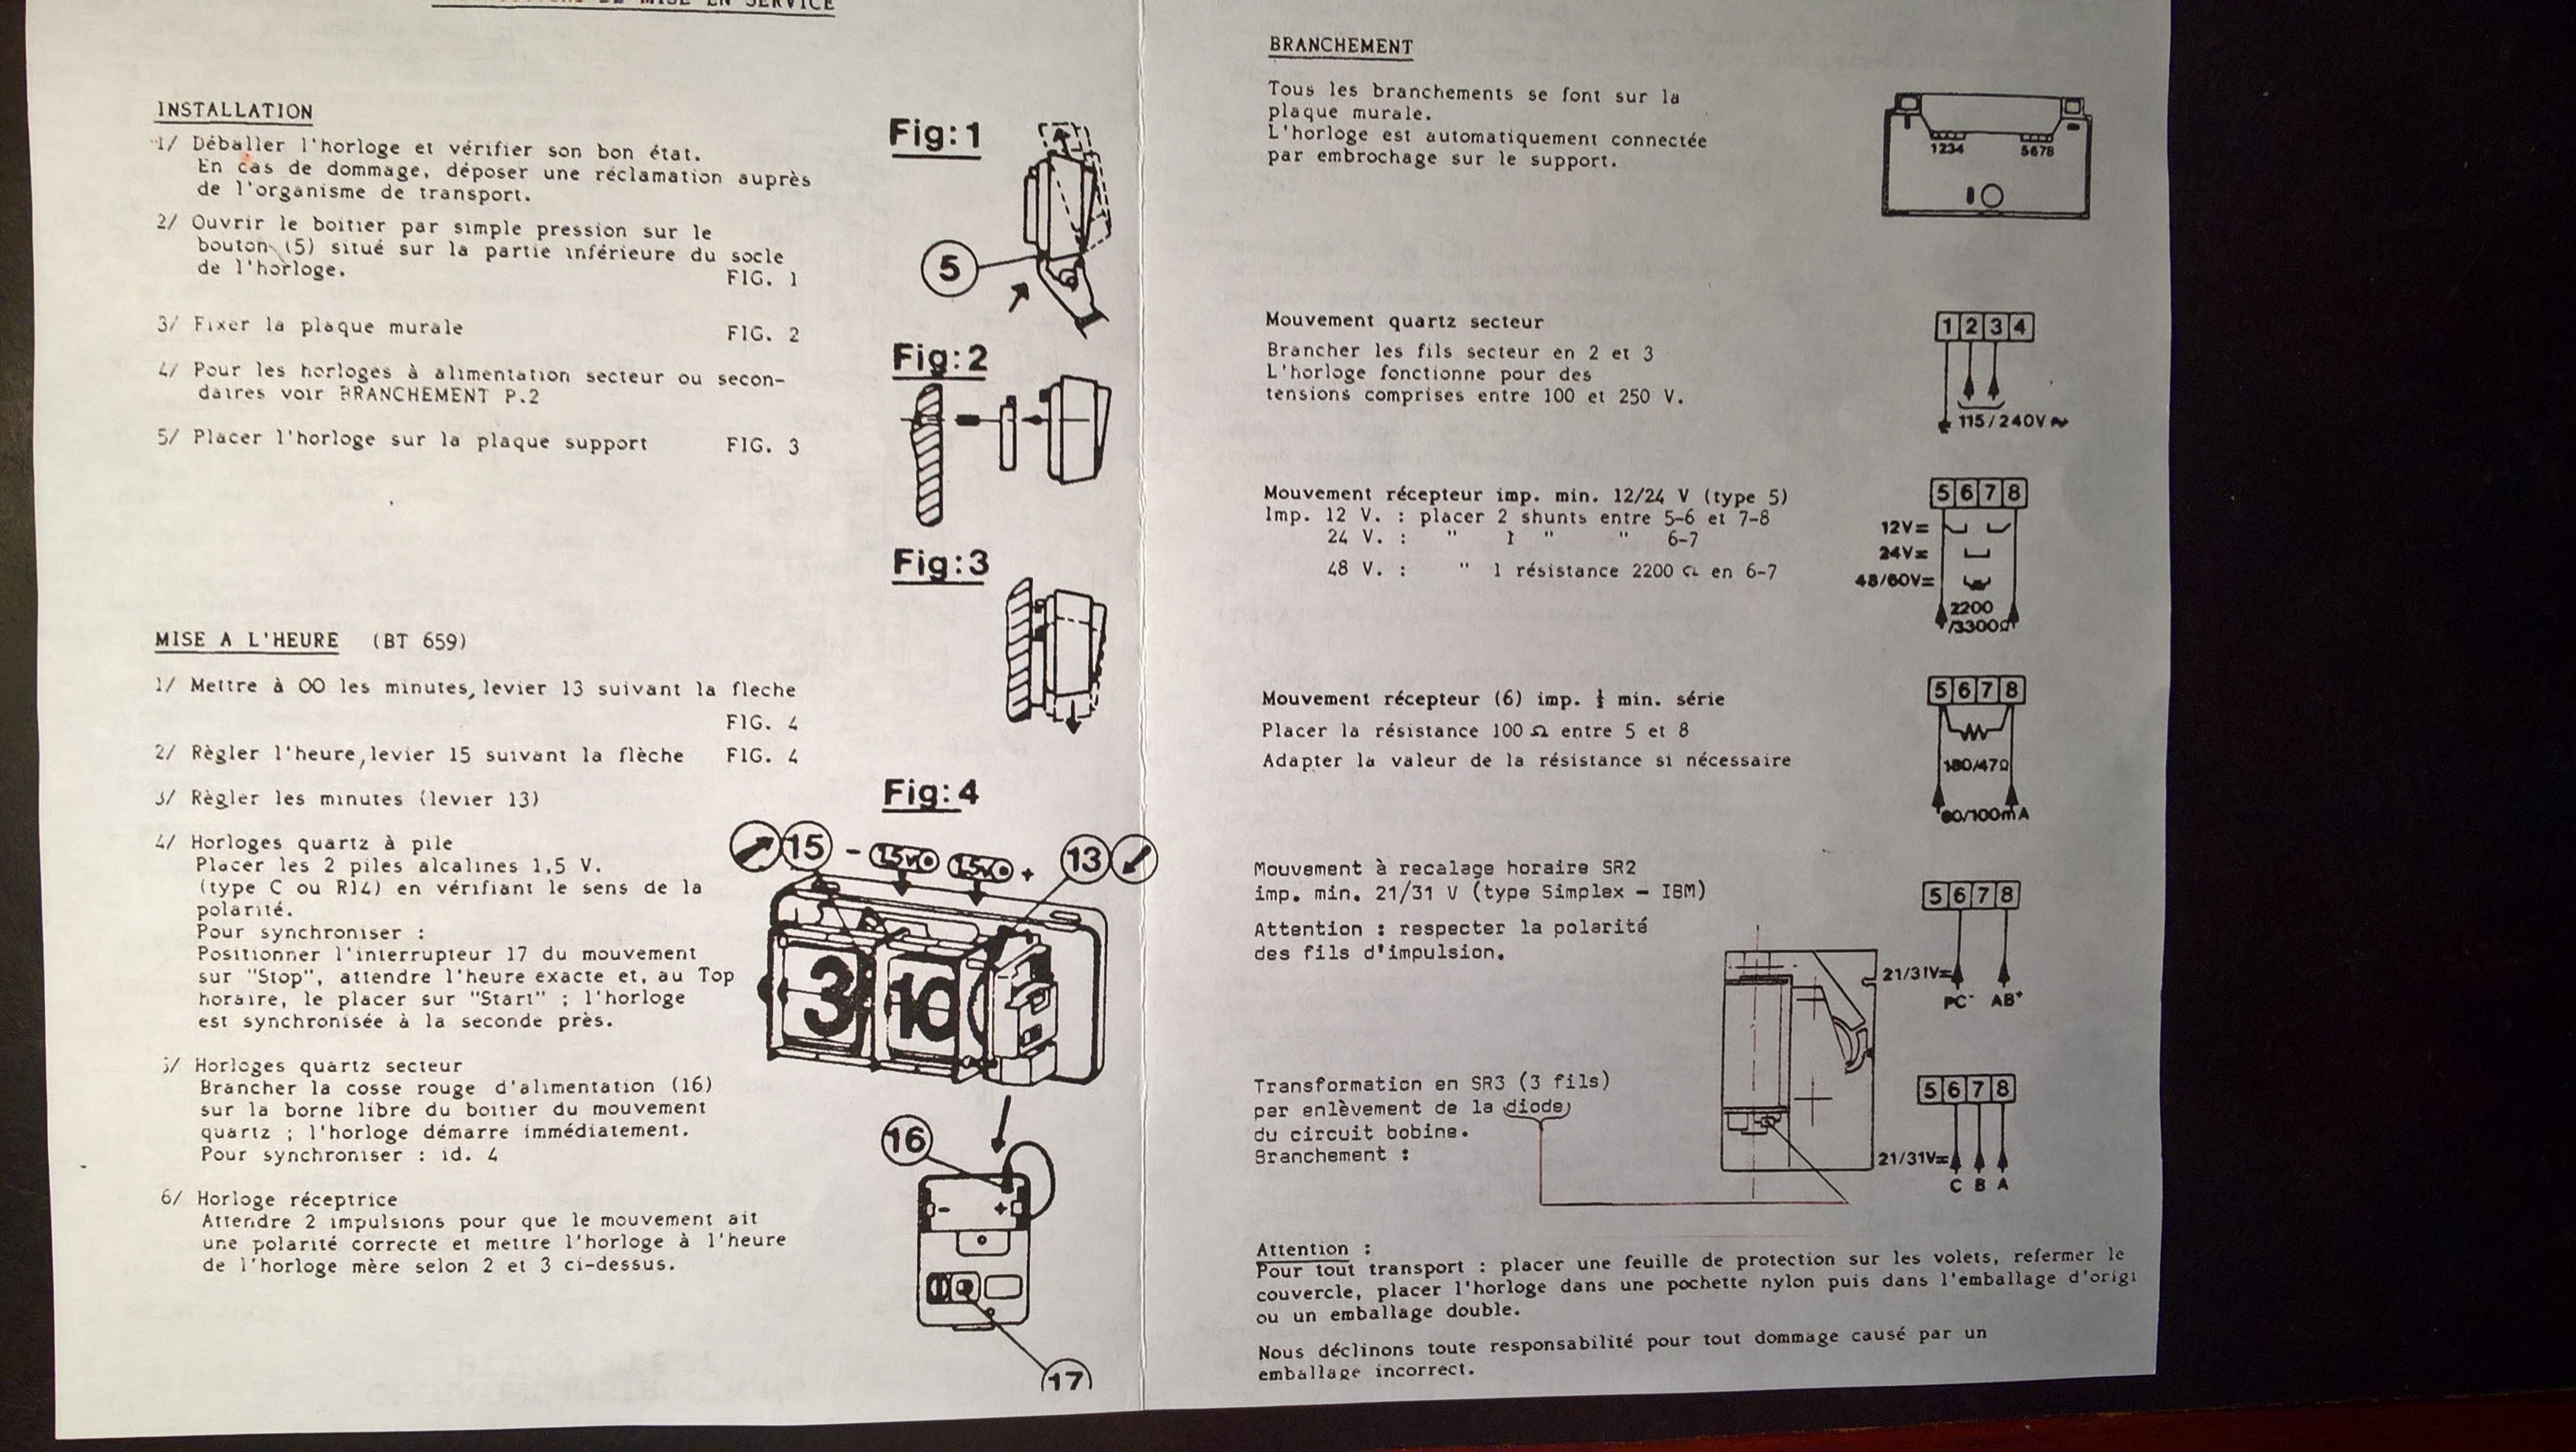 DE MISE EN SERVICE
INSTALLATION
1/ Déballer l'horloge et vérifier son bon état.
En cas de dommage, déposer une réclamation auprès
de l'organisme de transport.
2/ Ouvrir le boitier par simple pression sur le
bouton (5) situé sur la partie inférieure du socle
de l'horloge. FIG. 1
3/ Fixer la plaque murale FIG. 2
4/ Pour les horloges à alimentation secteur ou secon-
daires voir BRANCHEMENT P.2
5/ Placer l'horloge sur la plaque support FIG. 3
MISE A L'HEURE (BT 659)
1/ Mettre à 00 les minutes, levier 13 suivant la fleche
FIG. 4
2/ Règler l'heure, levier 15 suivant la flèche FIG. 4
3/ Règler les minutes (levier 13)
4/ Horloges quartz à pile
Placer les 2 piles alcalines 1,5 V.
(type C ou R14) en vérifiant le sens de la
polarité.
Pour synchroniser :
Positionner l'interrupteur 17 du mouvement
sur "Stop", attendre l'heure exacte et, au Top
horaire, le placer sur "Start" ; l'horloge
est synchronisée à la seconde près.
5/ Horloges quartz secteur
Brancher la cosse rouge d'alimentation (16)
sur la borne libre du boitier du mouvement
quartz ; l'horloge démarre immédiatement.
Pour synchroniser : id. 4
6/ Horloge réceptrice
Attendre 2 impulsions pour que le mouvement ait
une polarité correcte et mettre l'horloge à l'heure
de l'horloge mère selon 2 et 3 ci-dessus.
Fig:1
5
Fig:2
Fig:3
Fig:4
15 - 1,5V 1,5V + 13
3 10
16
- +
17
BRANCHEMENT
Tous les branchements se font sur la
plaque murale.
L'horloge est automatiquement connectée
par embrochage sur le support.
1234 5678
Mouvement quartz secteur
Brancher les fils secteur en 2 et 3
L'horloge fonctionne pour des
tensions comprises entre 100 et 250 V.
1 2 3 4
115/240V ~
Mouvement récepteur imp. min. 12/24 V (type 5)
Imp. 12 V. : placer 2 shunts entre 5-6 et 7-8
24 V. : " 1 " " 6-7
48 V. : " 1 résistance 2200 Ω en 6-7
5 6 7 8
12V=
24V=
48/60V=
2200
/3300Ω
Mouvement récepteur (6) imp. ½ min. série
Placer la résistance 100 Ω entre 5 et 8
Adapter la valeur de la résistance si nécessaire
5 6 7 8
/47Ω
/100mA
Mouvement à recalage horaire SR2
imp. min. 21/31 V (type Simplex - IBM)
Attention : respecter la polarité
des fils d'impulsion.
5 6 7 8
21/31V=
PC- AB+
Transformation en SR3 (3 fils)
par enlèvement de la diode
du circuit bobine.
Branchement :
5 6 7 8
21/31V=
C B A
Attention :
Pour tout transport : placer une feuille de protection sur les volets, refermer le
couvercle, placer l'horloge dans une pochette nylon puis dans l'emballage d'origi
ou un emballage double.
Nous déclinons toute responsabilité pour tout dommage causé par un
emballage incorrect.